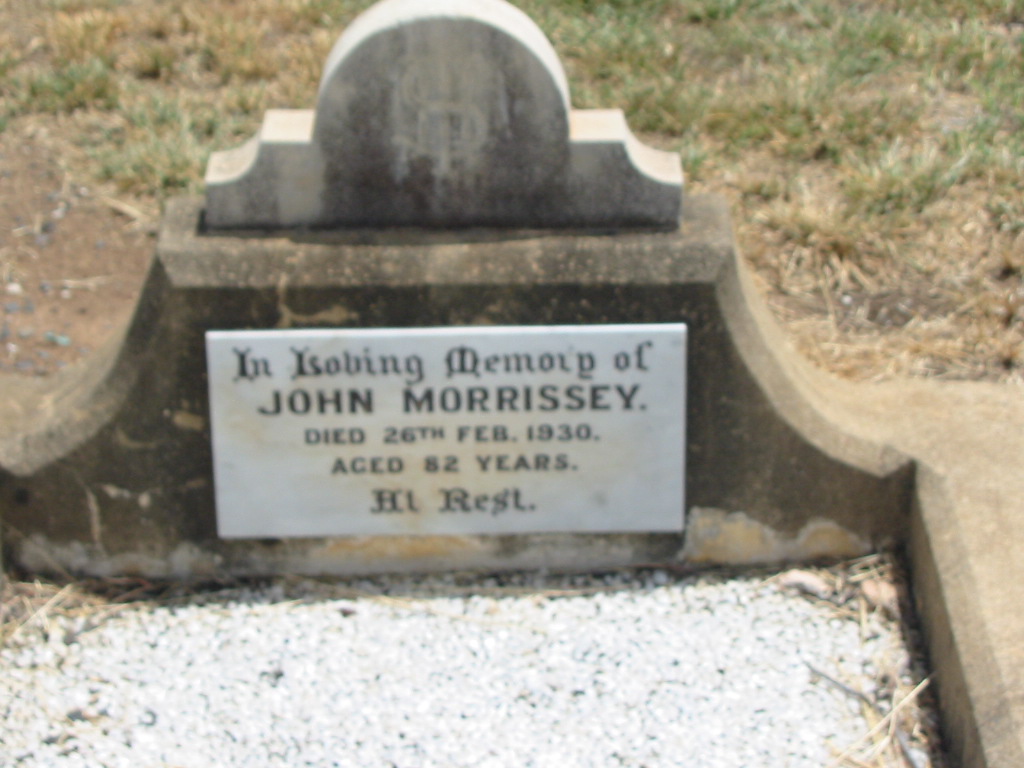 In Loving Memory of
JOHN MORRISSEY.
DIED 26TH FEB. 1930.
AGED 82 YEARS.
At Rest.